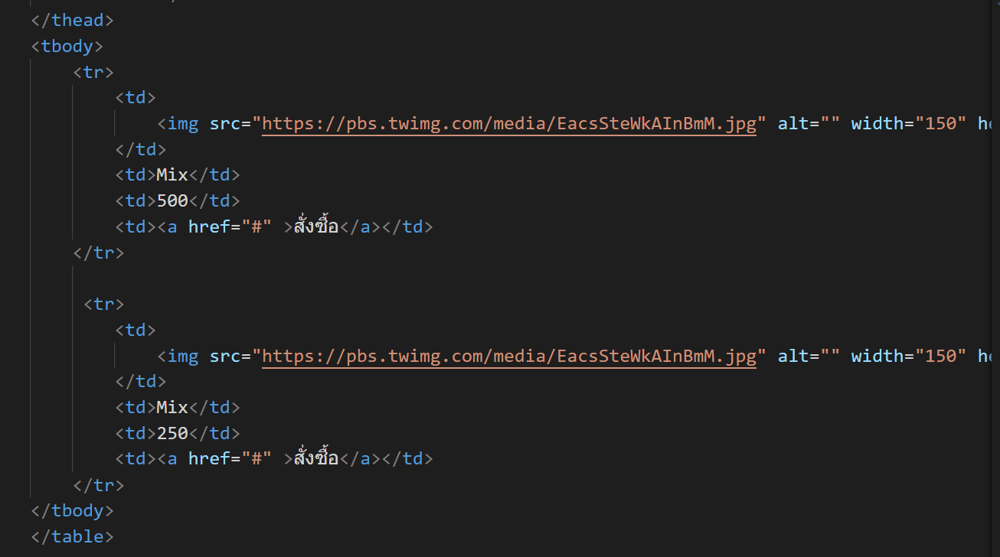 </thead>
<tbody>
<tr>
<td>
<img src="https://pbs.twimg.com/media/EacsSteWkAInBmM.jpg" alt="" width="150" he
</td>
<td>Mix</td>
<td>500</td>
<td><a href="#" >สั่งซื้อ</a></td>
</tr>
<tr>
<td>
<img src="https://pbs.twimg.com/media/EacsSteWkAInBmM.jpg" alt="" width="150" he
</td>
<td>Mix</td>
<td>250</td>
<td><a href="#" >สั่งซื้อ</a></td>
</tr>
</tbody>
</table>